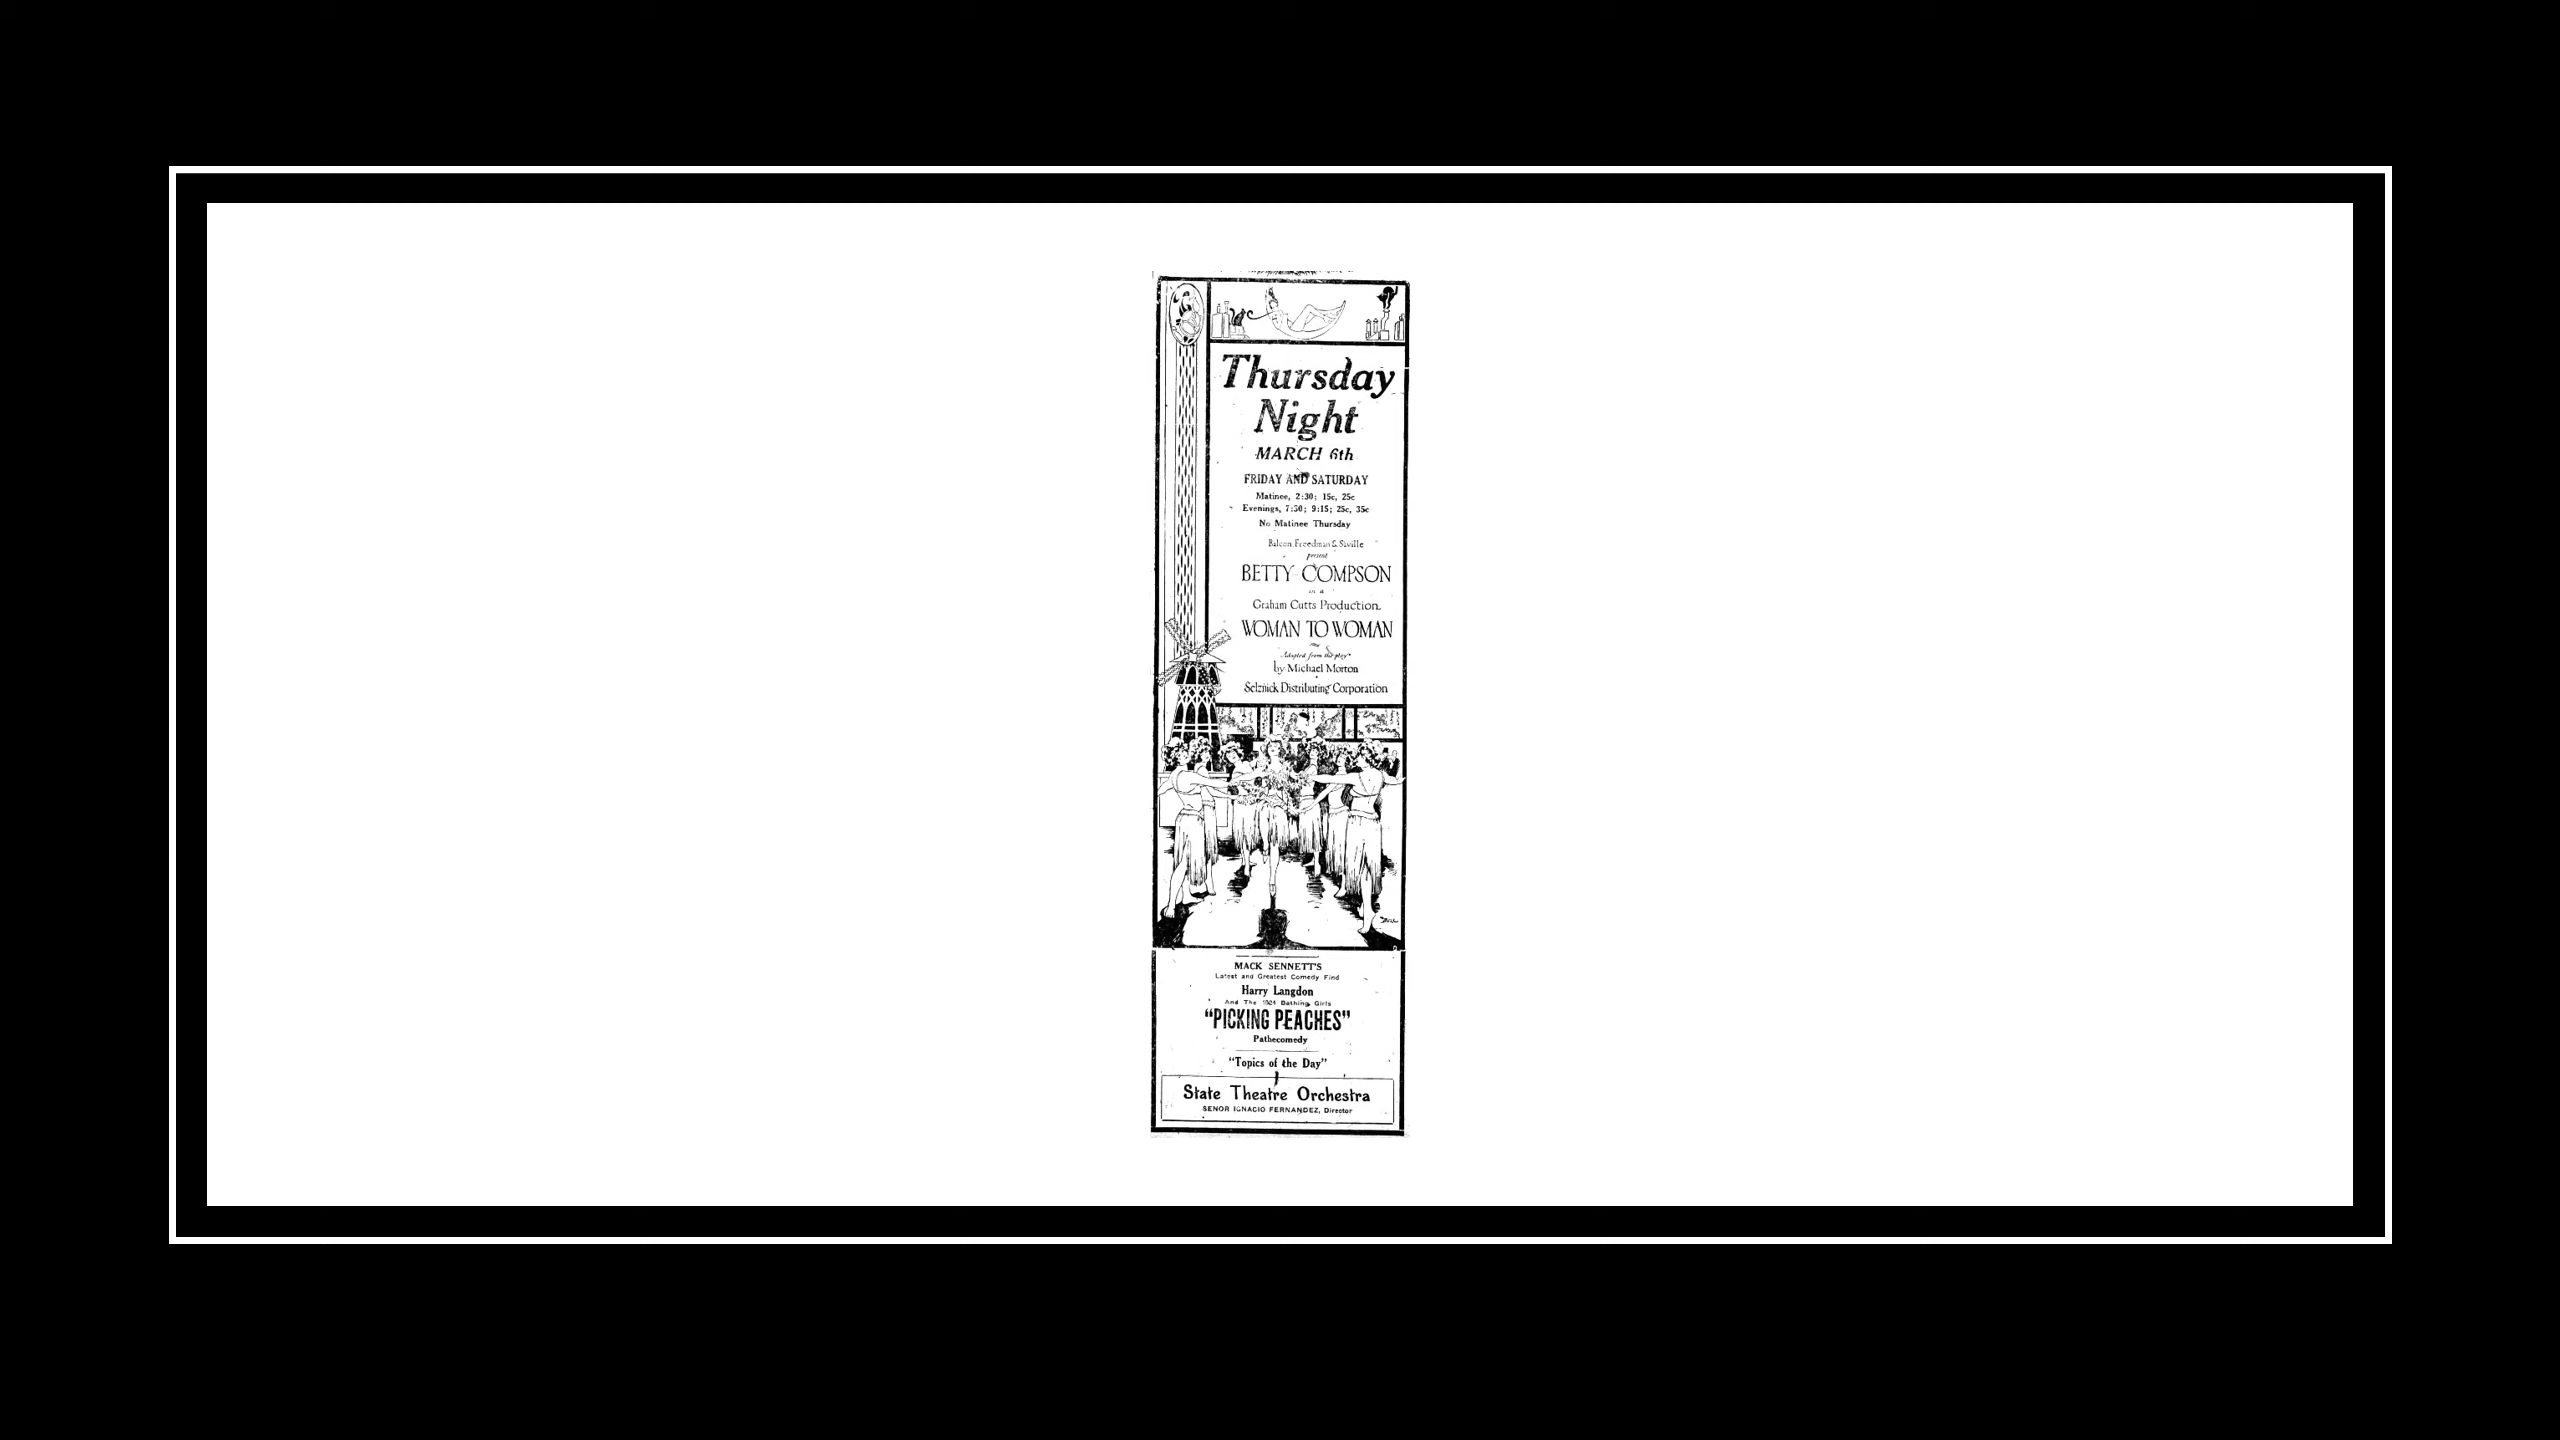 Thursday
Night
MARCH 6th
FRIDAY AND SATURDAY
Matinee, 2:30; 15c, 25c
Evenings, 7:30; 9:15; 25c, 35c
No Matinee Thursday
Balcon, Freedman & Saville
present
BETTY COMPSON
in a
Graham Cutts Production
WOMAN TO WOMAN
Adapted from the play
by Michael Morton
Selznick Distributing Corporation
MACK SENNETT'S
Latest and Greatest Comedy Find
Harry Langdon
And The 1924 Bathing Girls
"PICKING PEACHES"
Pathecomedy
"Topics of the Day"
State Theatre Orchestra
SENOR IGNACIO FERNANDEZ, Director